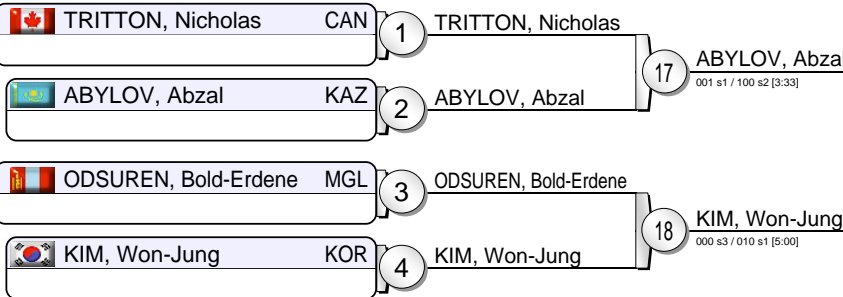 TRITTON, Nicholas CAN
1
TRITTON, Nicholas
17
ABYLOV, Abzal
001 s1 / 100 s2 [3:33]
ABYLOV, Abzal KAZ
2
ABYLOV, Abzal
ODSUREN, Bold-Erdene MGL
3
ODSUREN, Bold-Erdene
18
KIM, Won-Jung
000 s3 / 010 s1 [5:00]
KIM, Won-Jung KOR
4
KIM, Won-Jung